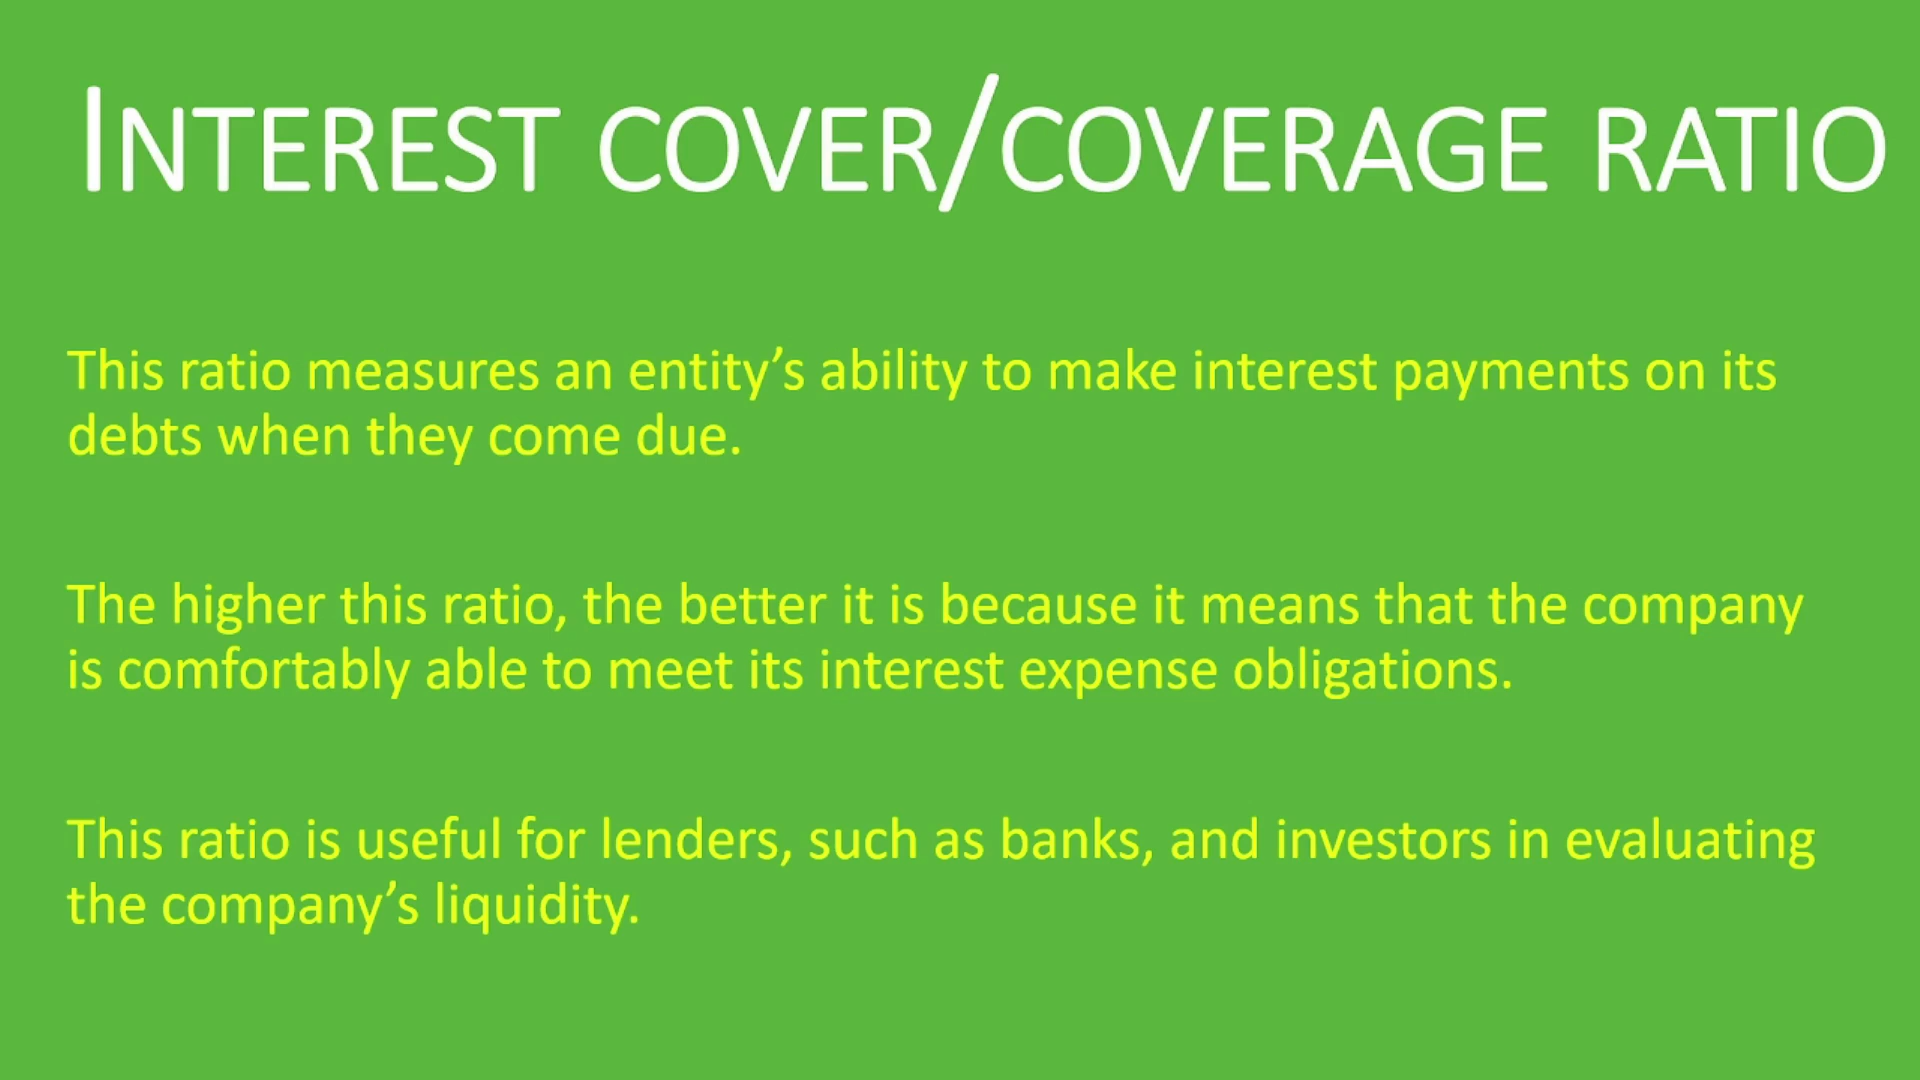 INTEREST COVER/COVERAGE RATIO
This ratio measures an entity’s ability to make interest payments on its
debts when they come due.
The higher this ratio, the better it is because it means that the company
is comfortably able to meet its interest expense obligations.
This ratio is useful for lenders, such as banks, and investors in evaluating
the company’s liquidity.